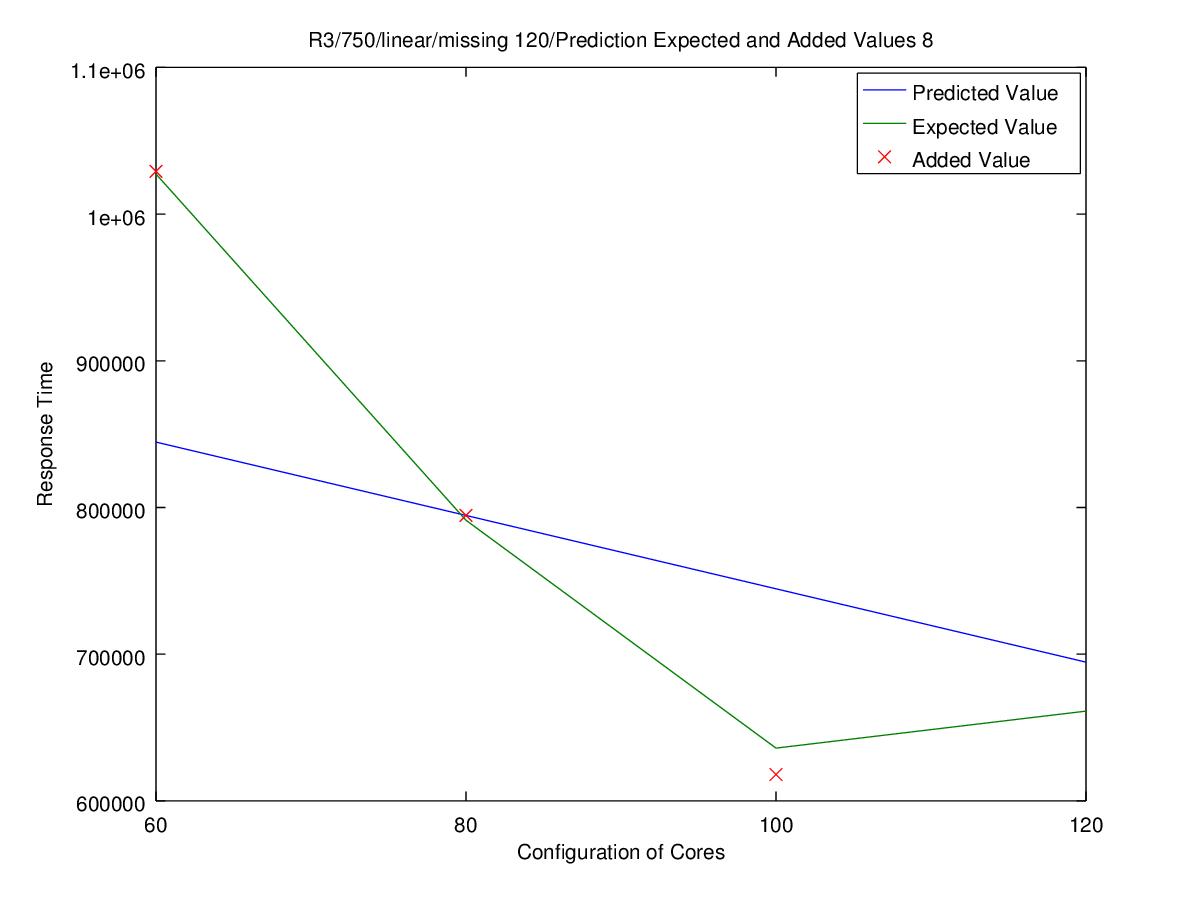 R3/750/linear/missing 120/Prediction Expected and Added Values 8
1.1e+06
1e+06
900000
800000
700000
600000
Response Time
Predicted Value
Expected Value
Added Value
60
80
100
120
Configuration of Cores